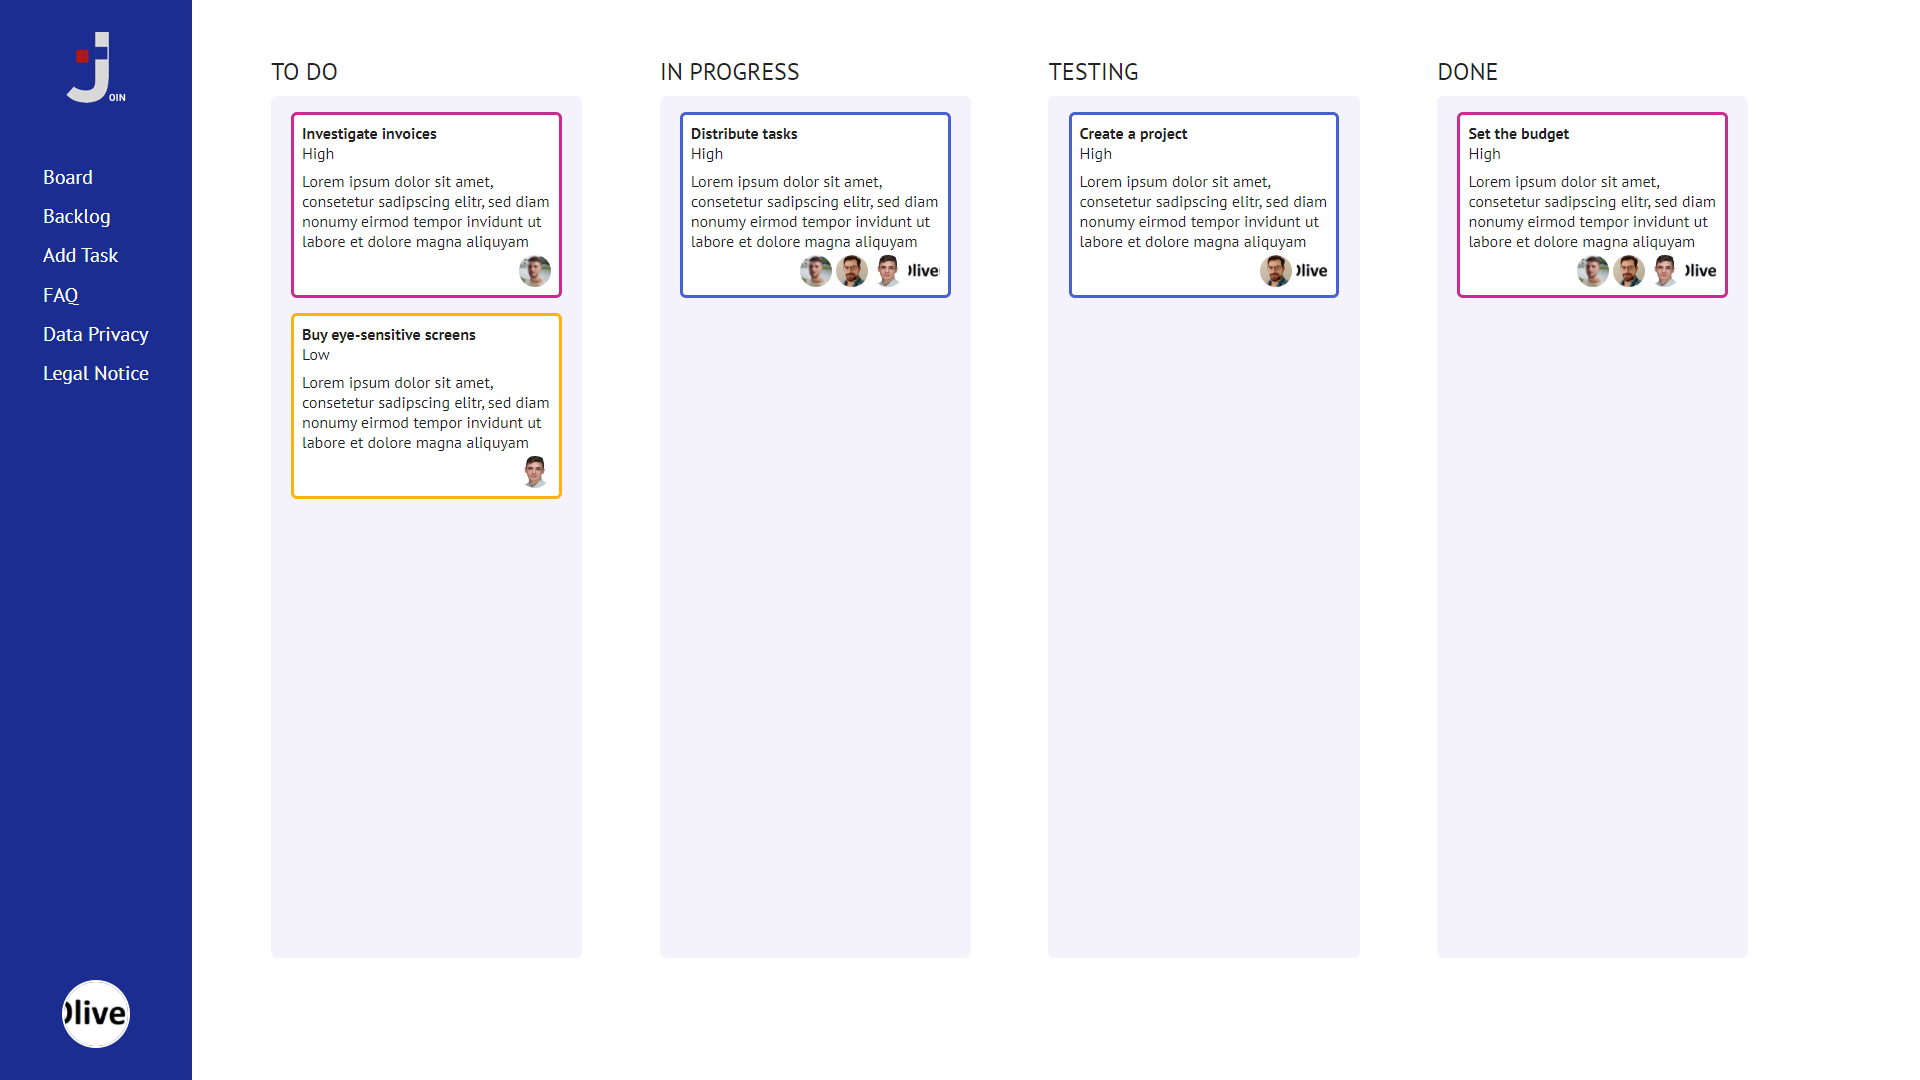 OIN
Board
Backlog
Add Task
FAQ
Data Privacy
Legal Notice
Olive
TO DO
Investigate invoices
High
Lorem ipsum dolor sit amet,
consetetur sadipscing elitr, sed diam
nonumy eirmod tempor invidunt ut
labore et dolore magna aliquyam
Buy eye-sensitive screens
Low
Lorem ipsum dolor sit amet,
consetetur sadipscing elitr, sed diam
nonumy eirmod tempor invidunt ut
labore et dolore magna aliquyam
IN PROGRESS
Distribute tasks
High
Lorem ipsum dolor sit amet,
consetetur sadipscing elitr, sed diam
nonumy eirmod tempor invidunt ut
labore et dolore magna aliquyam
Olive
TESTING
Create a project
High
Lorem ipsum dolor sit amet,
consetetur sadipscing elitr, sed diam
nonumy eirmod tempor invidunt ut
labore et dolore magna aliquyam
Olive
DONE
Set the budget
High
Lorem ipsum dolor sit amet,
consetetur sadipscing elitr, sed diam
nonumy eirmod tempor invidunt ut
labore et dolore magna aliquyam
Olive